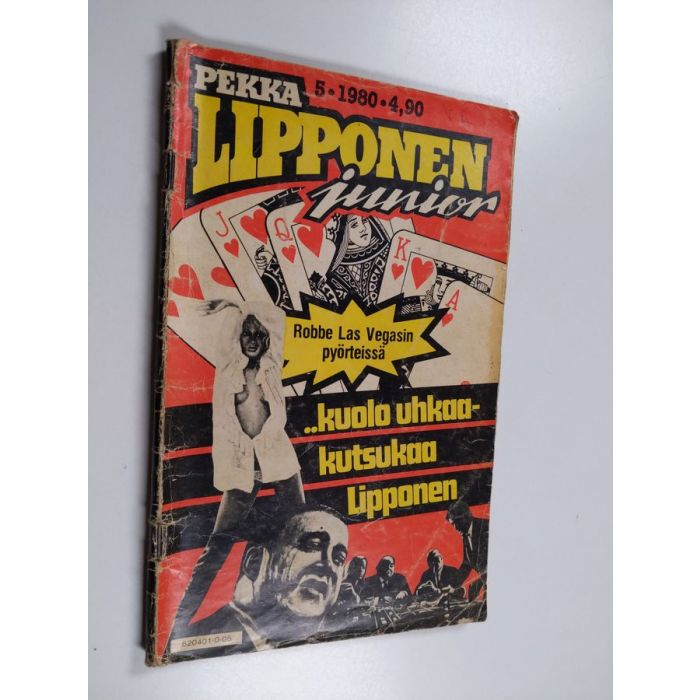 PEKKA 5·1980·4,90
LIPPONEN
junior
J Q K A
Robbe Las Vegasin
pyörteissä
..kuolo uhkaa-
kutsukaa
Lipponen
620401-0-05